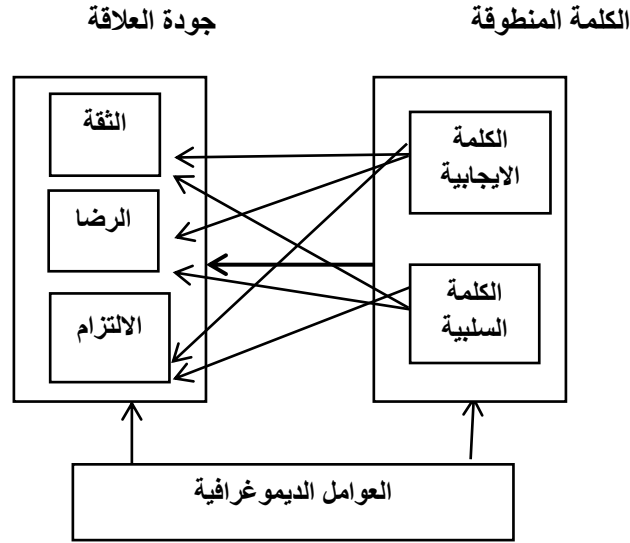 الكلمة المنطوقة
جودة العلاقة
الكلمة
الايجابية
الكلمة
السلبية
الثقة
الرضا
الالتزام
العوامل الديموغرافية